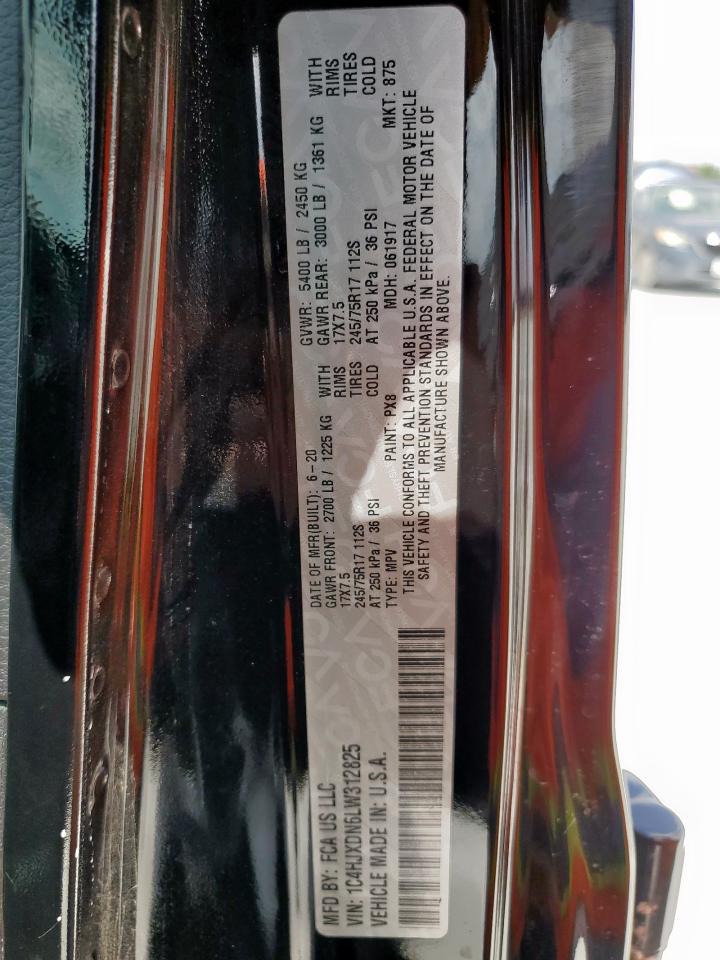 MFD BY: FCA US LLC
VIN: 1C4HJXDN5LW312825
VEHICLE MADE IN: U.S.A.
DATE OF MFR(BUILT): 6-20
GVWR: 5400 LB / 2450 KG
GAWR FRONT: 2700 LB / 1225 KG WITH
17X7.5 RIMS
245/75R17 112S TIRES
AT 250 kPa / 36 PSI COLD
GAWR REAR: 3000 LB / 1361 KG WITH
17X7.5 RIMS
245/75R17 112S TIRES
AT 250 kPa / 36 PSI COLD
TYPE: MPV PAINT: PX8 MDH: 061917 MKT: 875
THIS VEHICLE CONFORMS TO ALL APPLICABLE U.S.A. FEDERAL MOTOR VEHICLE
SAFETY AND THEFT PREVENTION STANDARDS IN EFFECT ON THE DATE OF
MANUFACTURE SHOWN ABOVE.